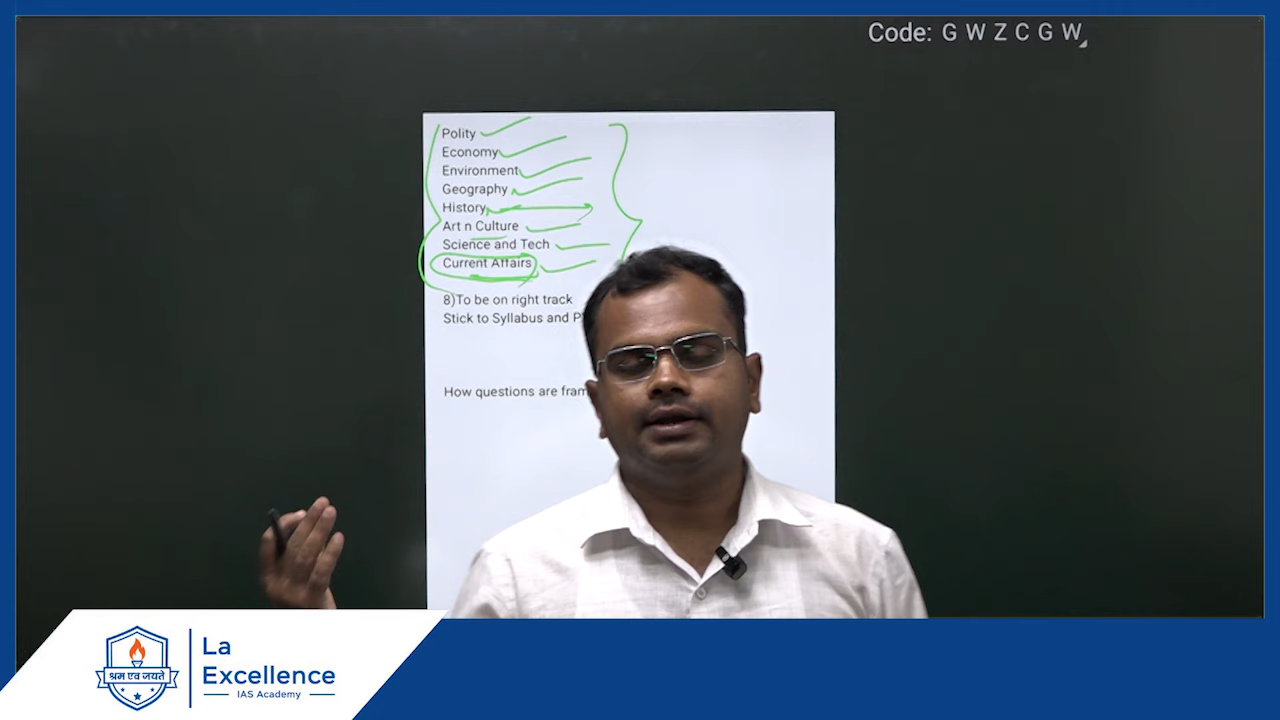 Code: G W Z C G W
Polity
Economy
Environment
Geography
History
Art n Culture
Science and Tech
Current Affairs
8)To be on right track
Stick to Syllabus and
How questions are
श्रम एव जयते
La
Excellence
IAS Academy